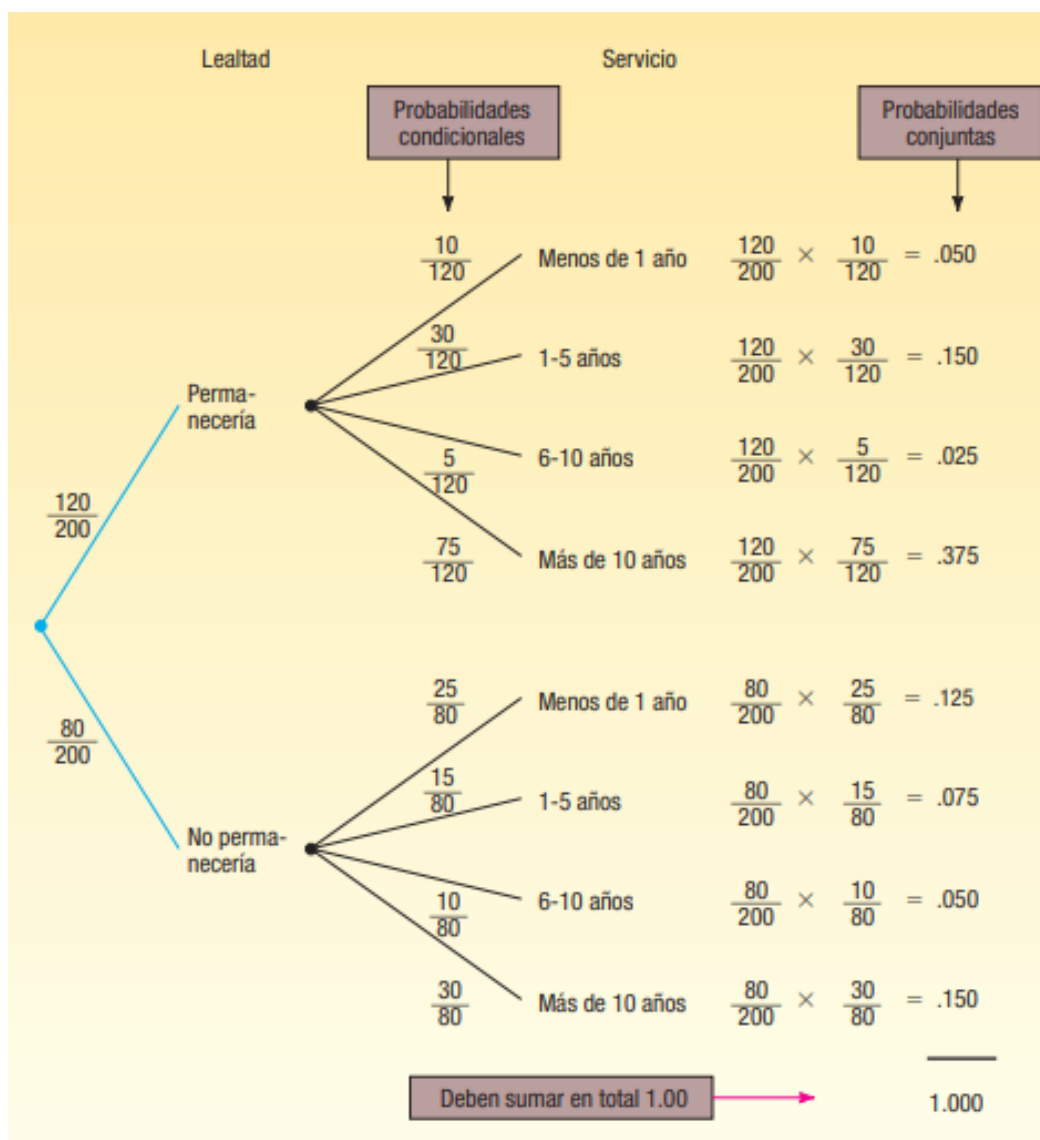 Lealtad Servicio
Probabilidades
condicionales
Probabilidades
conjuntas
10/120 Menos de 1 año 120/200 × 10/120 = .050
30/120 1-5 años 120/200 × 30/120 = .150
Perma-
necería
5/120 6-10 años 120/200 × 5/120 = .025
120/200
75/120 Más de 10 años 120/200 × 75/120 = .375
25/80 Menos de 1 año 80/200 × 25/80 = .125
80/200
15/80 1-5 años 80/200 × 15/80 = .075
No perma-
necería
10/80 6-10 años 80/200 × 10/80 = .050
30/80 Más de 10 años 80/200 × 30/80 = .150
Deben sumar en total 1.00 1.000